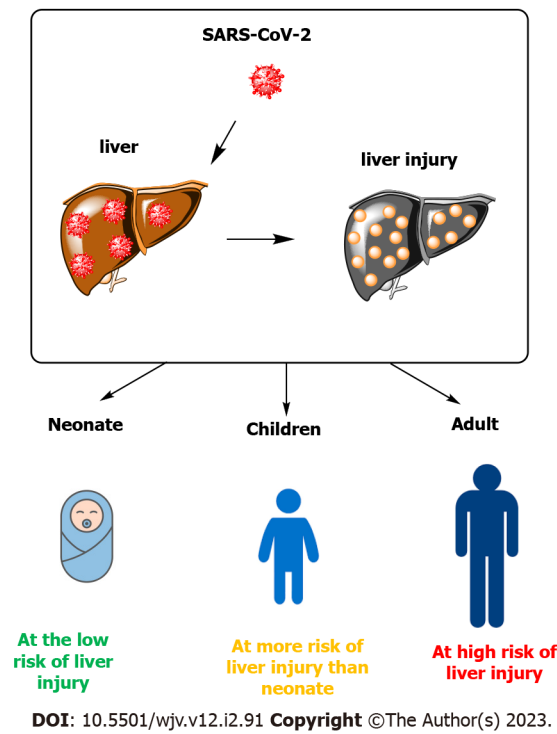 SARS-CoV-2
liver
liver injury
Neonate
Children
Adult
At the low
risk of liver
injury
At more risk of
liver injury than
neonate
At high risk of
liver injury
DOI: 10.5501/wjv.v12.i2.91 Copyright ©The Author(s) 2023.